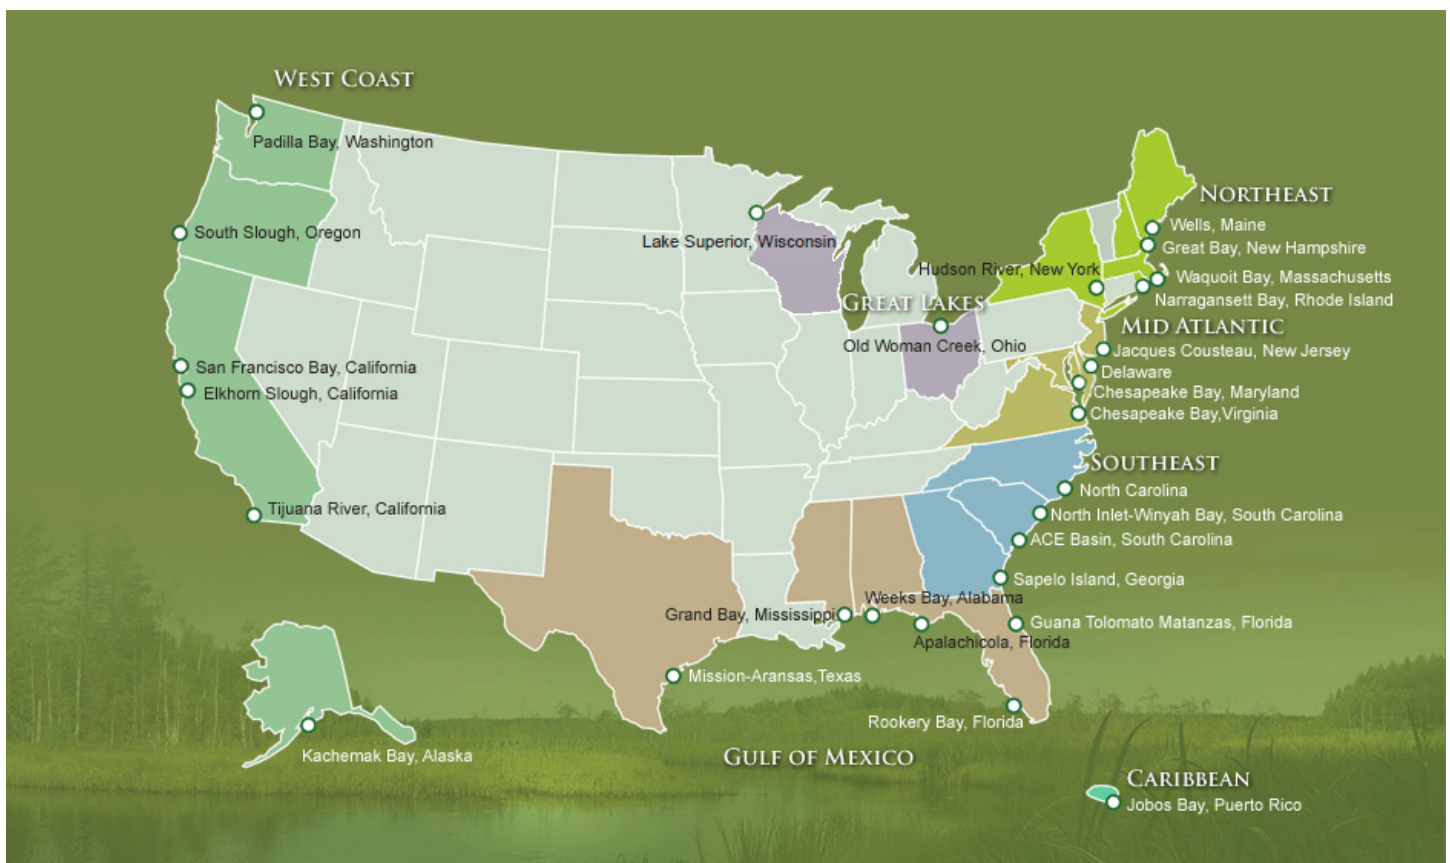 WEST COAST
Padilla Bay, Washington
South Slough, Oregon
San Francisco Bay, California
Elkhorn Slough, California
Tijuana River, California
Kachemak Bay, Alaska
Lake Superior, Wisconsin
GREAT LAKES
Old Woman Creek, Ohio
NORTHEAST
Wells, Maine
Great Bay, New Hampshire
Hudson River, New York
Waquoit Bay, Massachusetts
Narragansett Bay, Rhode Island
MID ATLANTIC
Jacques Cousteau, New Jersey
Delaware
Chesapeake Bay, Maryland
Chesapeake Bay,Virginia
SOUTHEAST
North Carolina
North Inlet-Winyah Bay, South Carolina
ACE Basin, South Carolina
Sapelo Island, Georgia
Weeks Bay, Alabama
Grand Bay, Mississippi
Guana Tolomato Matanzas, Florida
Apalachicola, Florida
Mission-Aransas,Texas
Rookery Bay, Florida
GULF OF MEXICO
CARIBBEAN
Jobos Bay, Puerto Rico